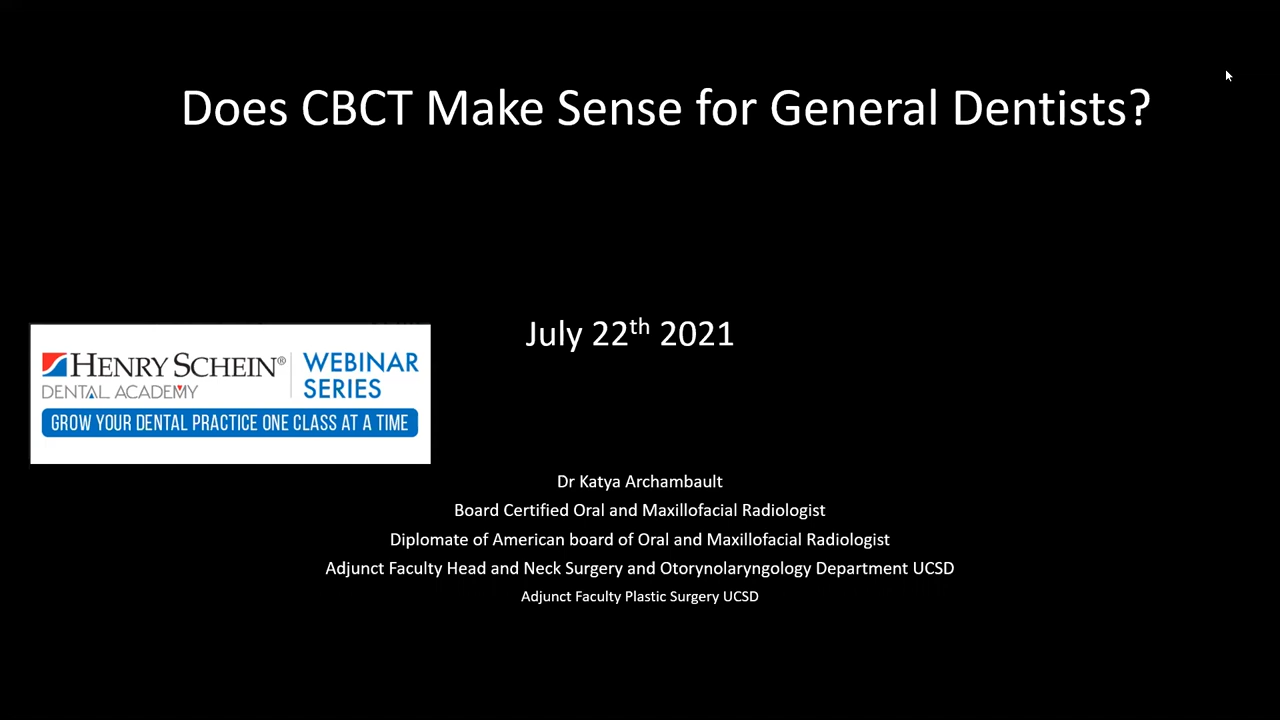 Does CBCT Make Sense for General Dentists?
July 22th 2021
HENRY SCHEIN®
DENTAL ACADEMY
WEBINAR
SERIES
GROW YOUR DENTAL PRACTICE ONE CLASS AT A TIME
Dr Katya Archambault
Board Certified Oral and Maxillofacial Radiologist
Diplomate of American board of Oral and Maxillofacial Radiologist
Adjunct Faculty Head and Neck Surgery and Otorynolaryngology Department UCSD
Adjunct Faculty Plastic Surgery UCSD